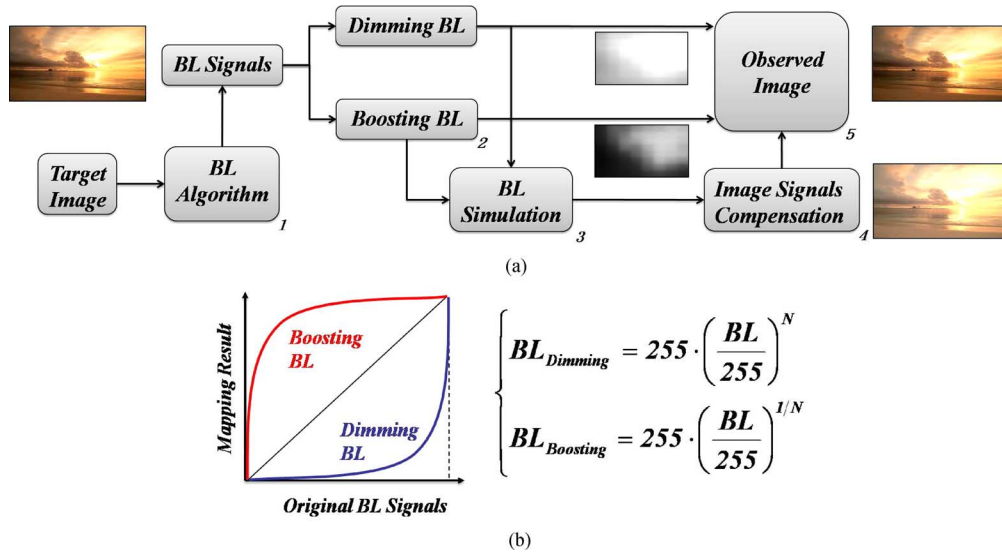 Dimming BL
BL Signals
Boosting BL
2
Observed
Image
5
Target
Image
BL
Algorithm
1
BL
Simulation
3
Image Signals
Compensation
4
(a)
Mapping Result
Boosting
BL
Dimming
BL
Original BL Signals
BL_Dimming = 255 · (BL/255)^N
BL_Boosting = 255 · (BL/255)^1/N
(b)